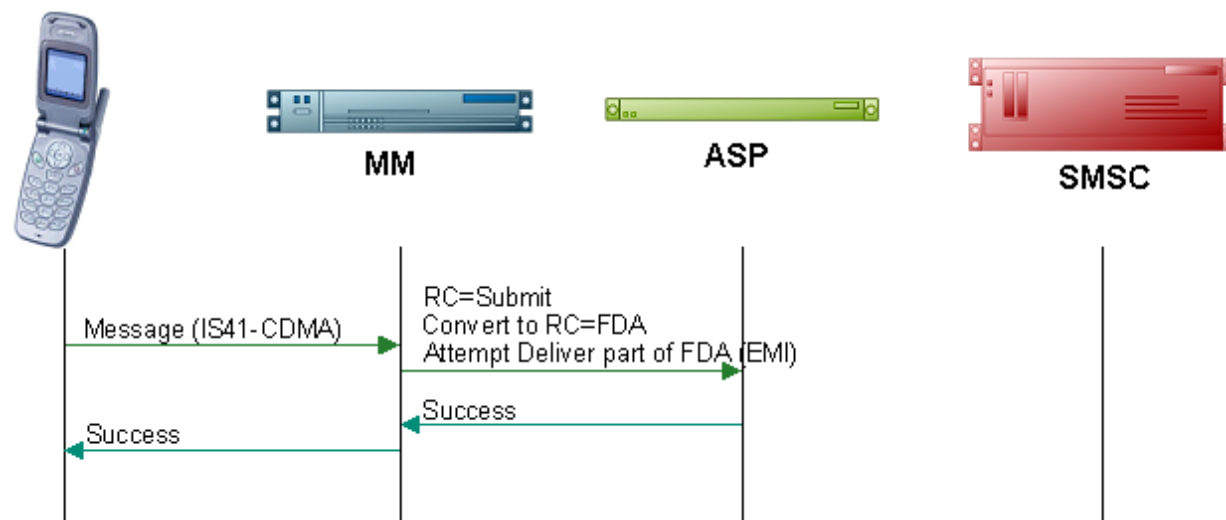 MM
ASP
SMSC
RC=Submit
Convert to RC=FDA
Attempt Deliver part of FDA (EMI)
Message (IS41-CDMA)
Success
Success